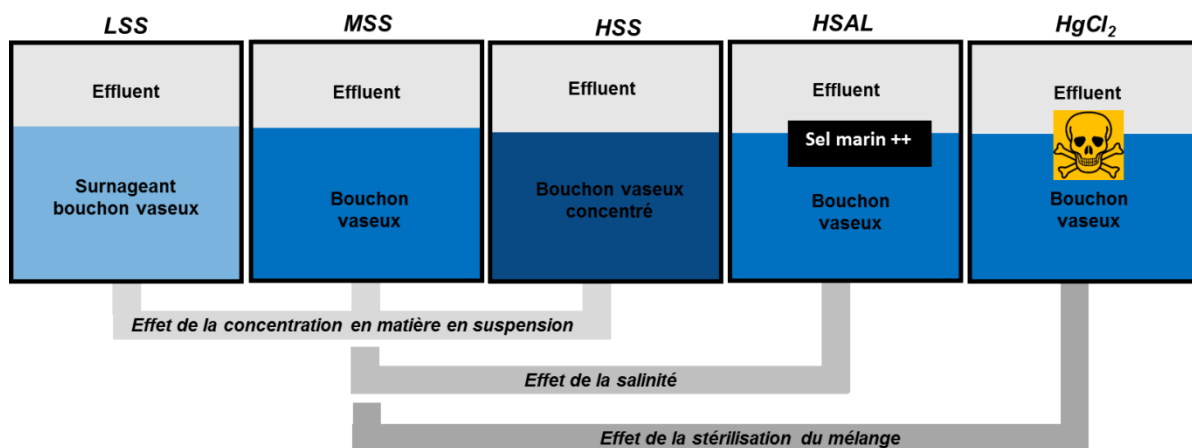 LSS
MSS
HSS
HSAL
HgCl₂
Effluent
Effluent
Effluent
Effluent
Effluent
Sel marin ++
Surnageant
bouchon vaseux
Bouchon
vaseux
Bouchon vaseux
concentré
Bouchon
vaseux
Bouchon
vaseux
Effet de la concentration en matière en suspension
Effet de la salinité
Effet de la stérilisation du mélange